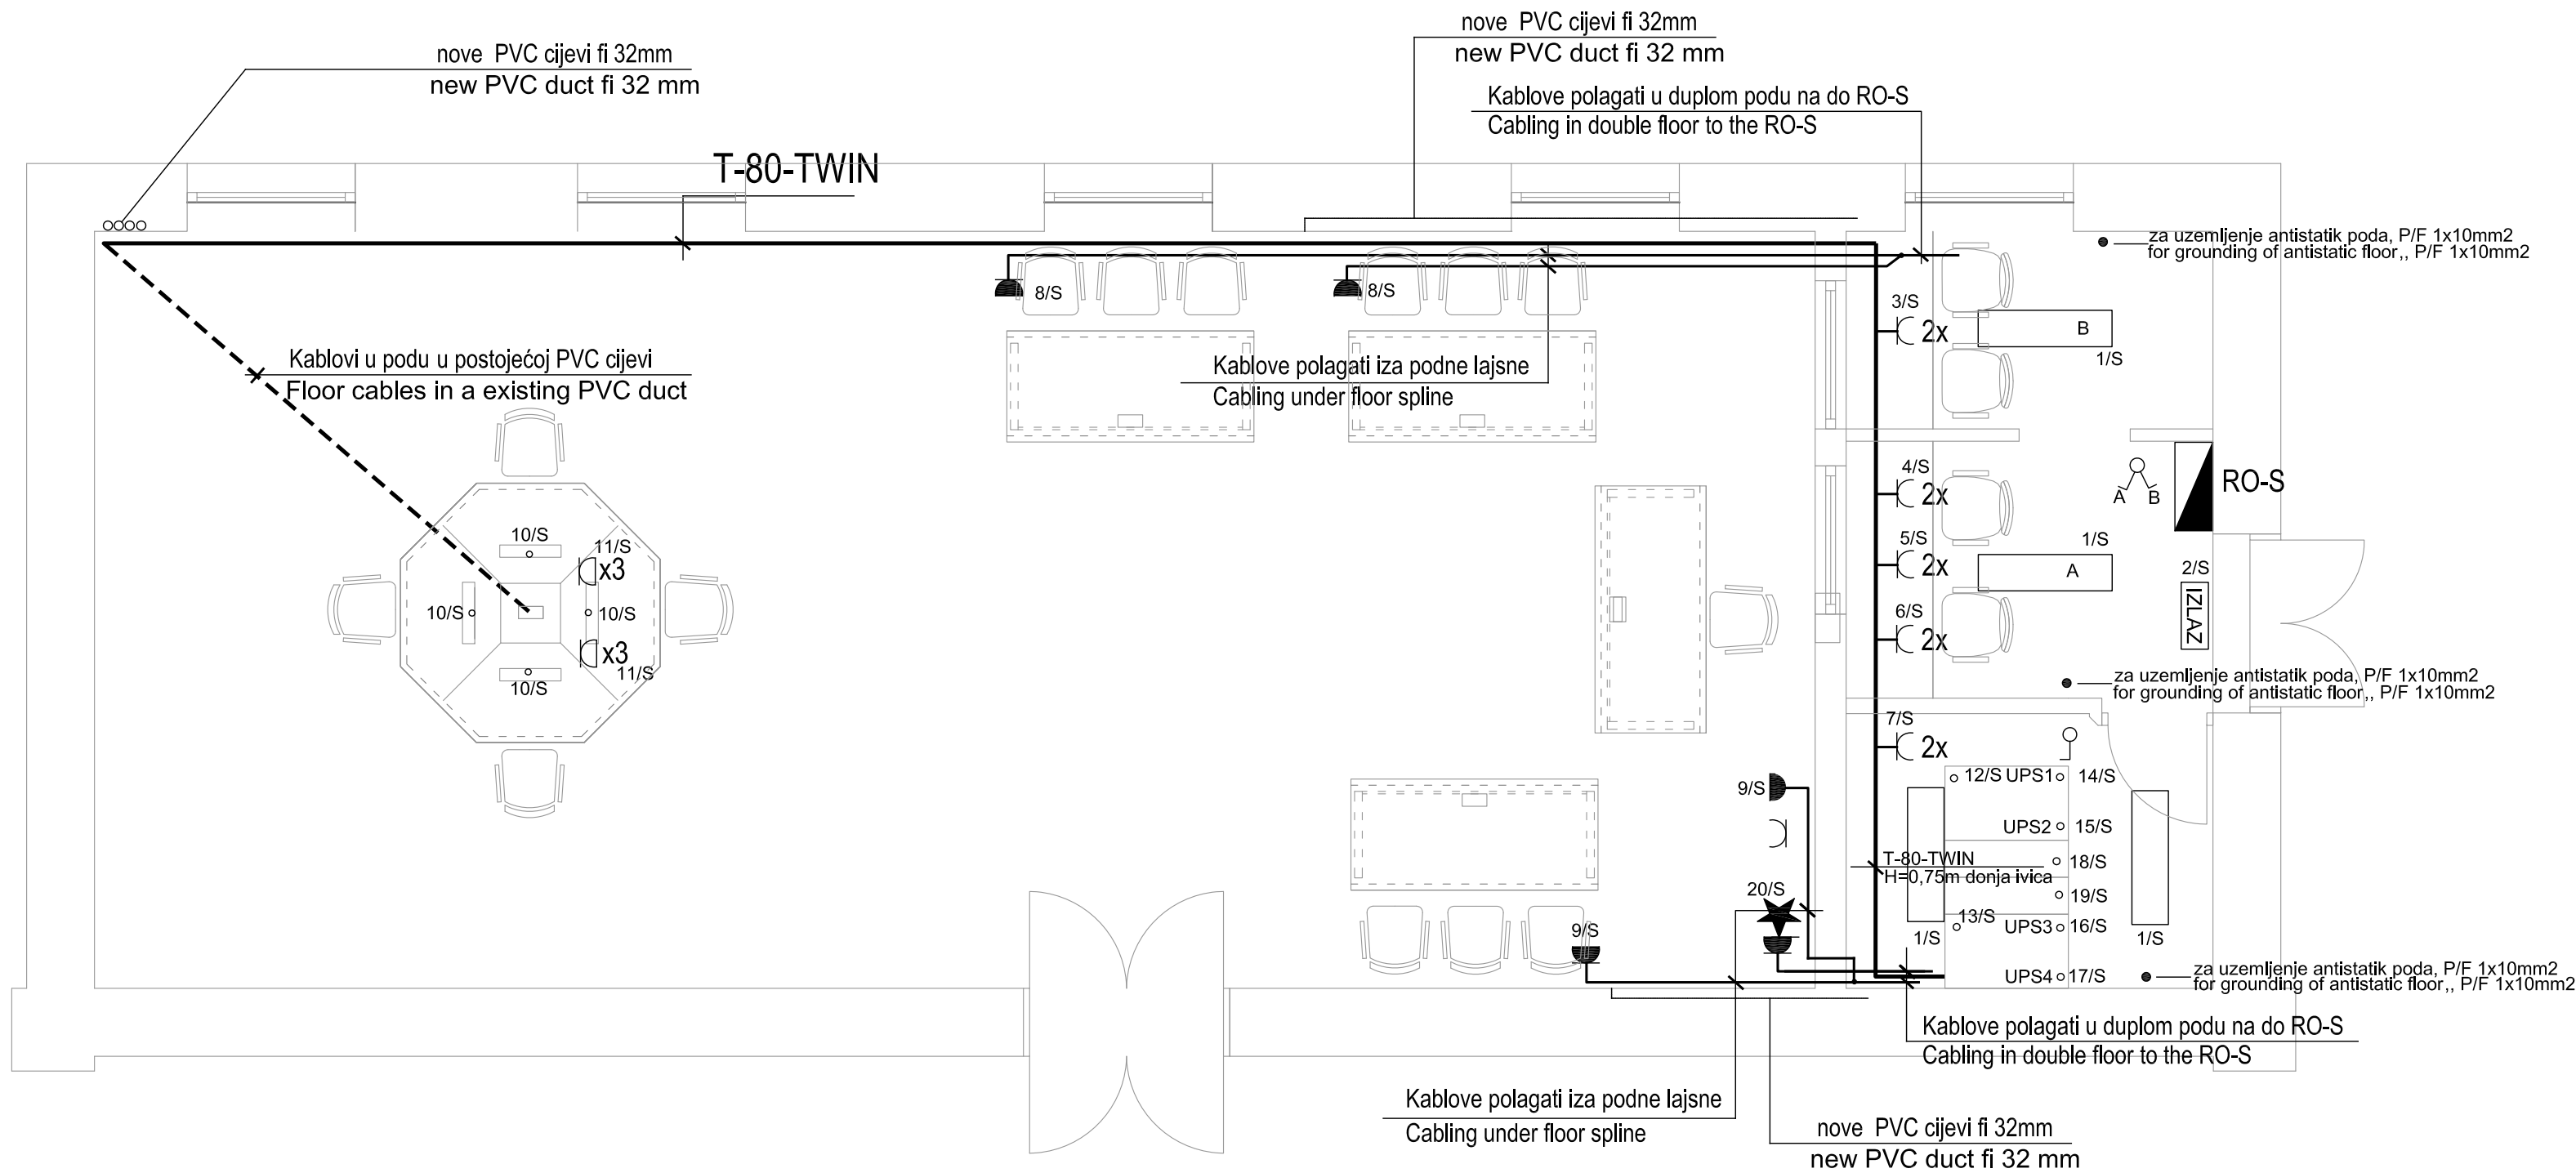 nove PVC cijevi fi 32mm
new PVC duct fi 32 mm
nove PVC cijevi fi 32mm
new PVC duct fi 32 mm
Kablove polagati u duplom podu na do RO-S
Cabling in double floor to the RO-S
T-80-TWIN
za uzemljenje antistatik poda, P/F 1x10mm2
for grounding of antistatic floor,, P/F 1x10mm2
8/S
8/S
3/S
2x
B
1/S
Kablovi u podu u postojećoj PVC cijevi
Floor cables in a existing PVC duct
Kablove polagati iza podne lajsne
Cabling under floor spline
4/S
2x
A B
RO-S
5/S
2x
1/S
A
2/S
IZLAZ
6/S
2x
10/S
11/S
x3
10/S
10/S
x3
11/S
10/S
za uzemljenje antistatik poda, P/F 1x10mm2
for grounding of antistatic floor,, P/F 1x10mm2
7/S
2x
12/S UPS1 14/S
9/S
UPS2 15/S
T-80-TWIN
H=0,75m donja ivica
18/S
19/S
20/S
13/S
UPS3 16/S
9/S
1/S
1/S
UPS4 17/S
za uzemljenje antistatik poda, P/F 1x10mm2
for grounding of antistatic floor,, P/F 1x10mm2
Kablove polagati u duplom podu na do RO-S
Cabling in double floor to the RO-S
Kablove polagati iza podne lajsne
Cabling under floor spline
nove PVC cijevi fi 32mm
new PVC duct fi 32 mm